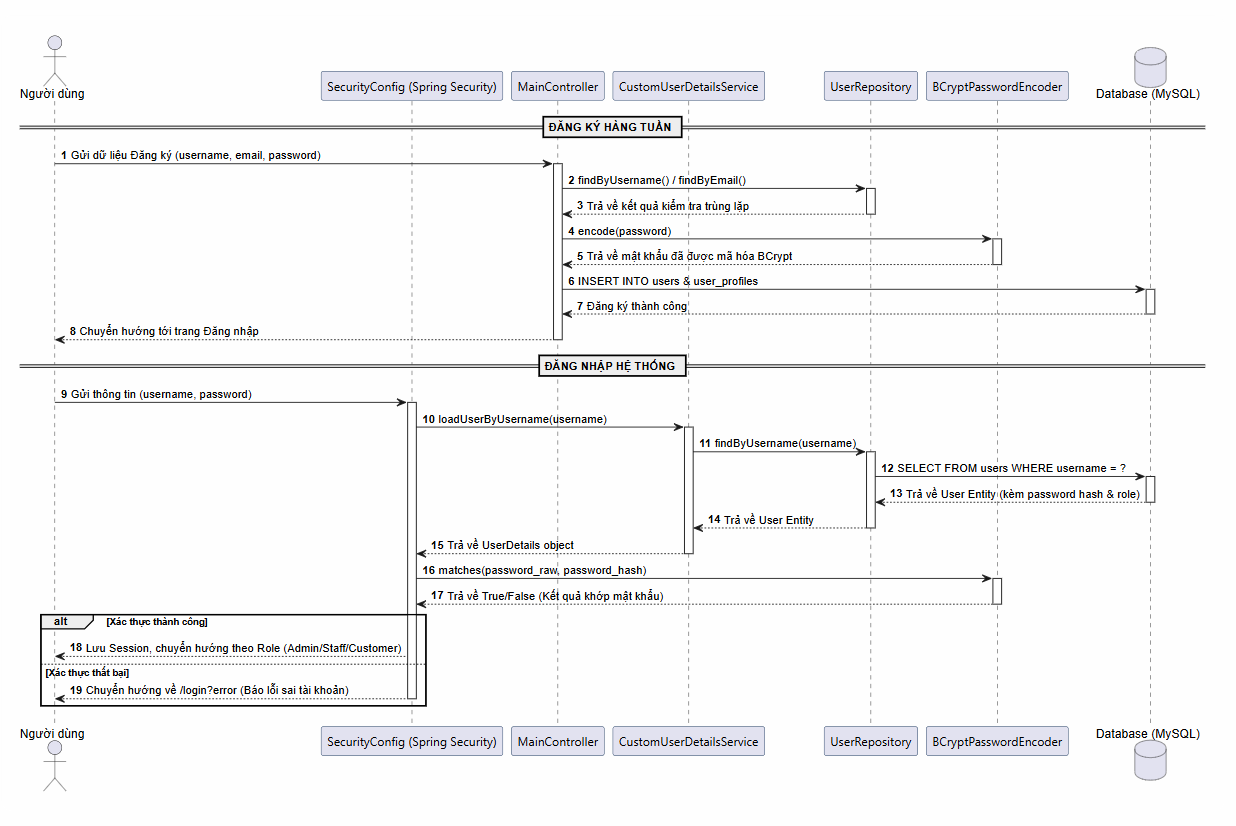 Người dùng
SecurityConfig (Spring Security)
MainController
CustomUserDetailsService
UserRepository
BCryptPasswordEncoder
Database (MySQL)
ĐĂNG KÝ HÀNG TUẦN
1 Gửi dữ liệu Đăng ký (username, email, password)
2 findByUsername() / findByEmail()
3 Trả về kết quả kiểm tra trùng lặp
4 encode(password)
5 Trả về mật khẩu đã được mã hóa BCrypt
6 INSERT INTO users & user_profiles
7 Đăng ký thành công
8 Chuyển hướng tới trang Đăng nhập
ĐĂNG NHẬP HỆ THỐNG
9 Gửi thông tin (username, password)
10 loadUserByUsername(username)
11 findByUsername(username)
12 SELECT FROM users WHERE username = ?
13 Trả về User Entity (kèm password hash & role)
14 Trả về User Entity
15 Trả về UserDetails object
16 matches(password_raw, password_hash)
17 Trả về True/False (Kết quả khớp mật khẩu)
alt [Xác thực thành công]
18 Lưu Session, chuyển hướng theo Role (Admin/Staff/Customer)
[Xác thực thất bại]
19 Chuyển hướng về /login?error (Báo lỗi sai tài khoản)
Người dùng
SecurityConfig (Spring Security)
MainController
CustomUserDetailsService
UserRepository
BCryptPasswordEncoder
Database (MySQL)